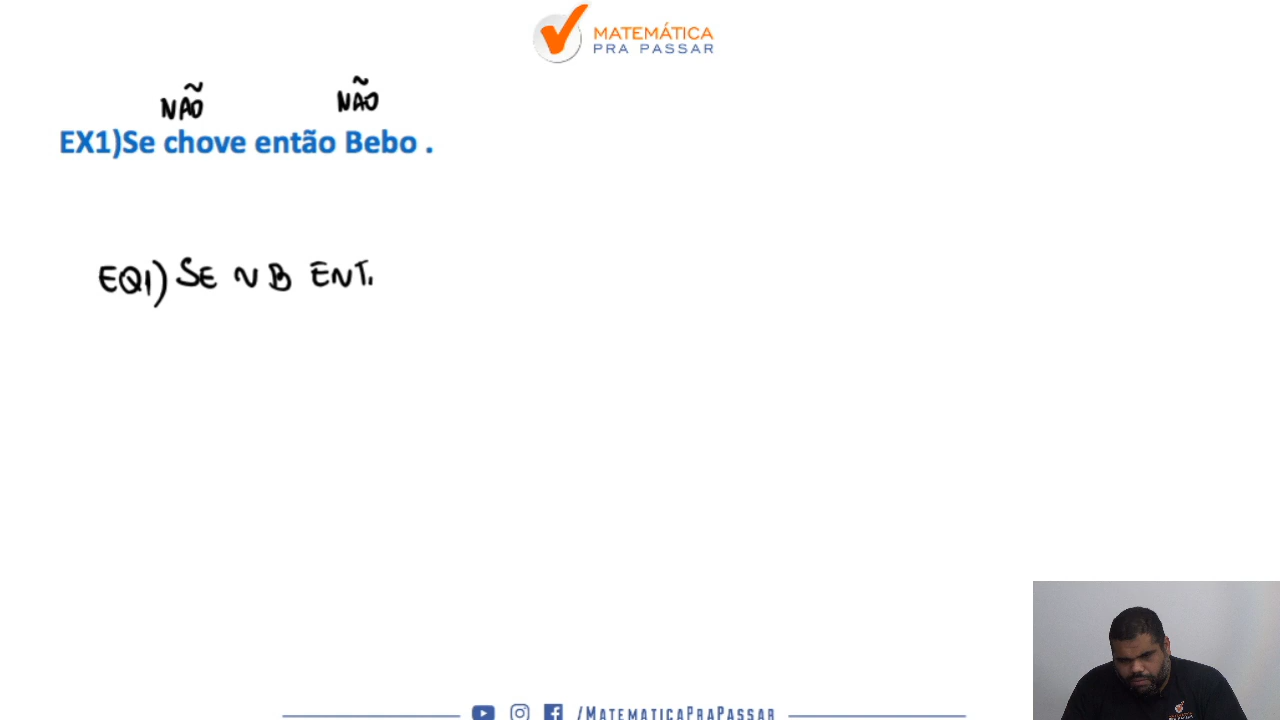 MATEMÁTICA
PRA PASSAR
NÃO NÃO
EX1)Se chove então Bebo .
EQ1) SE N B ENT.
/MATEMATICAPRAPASSAR